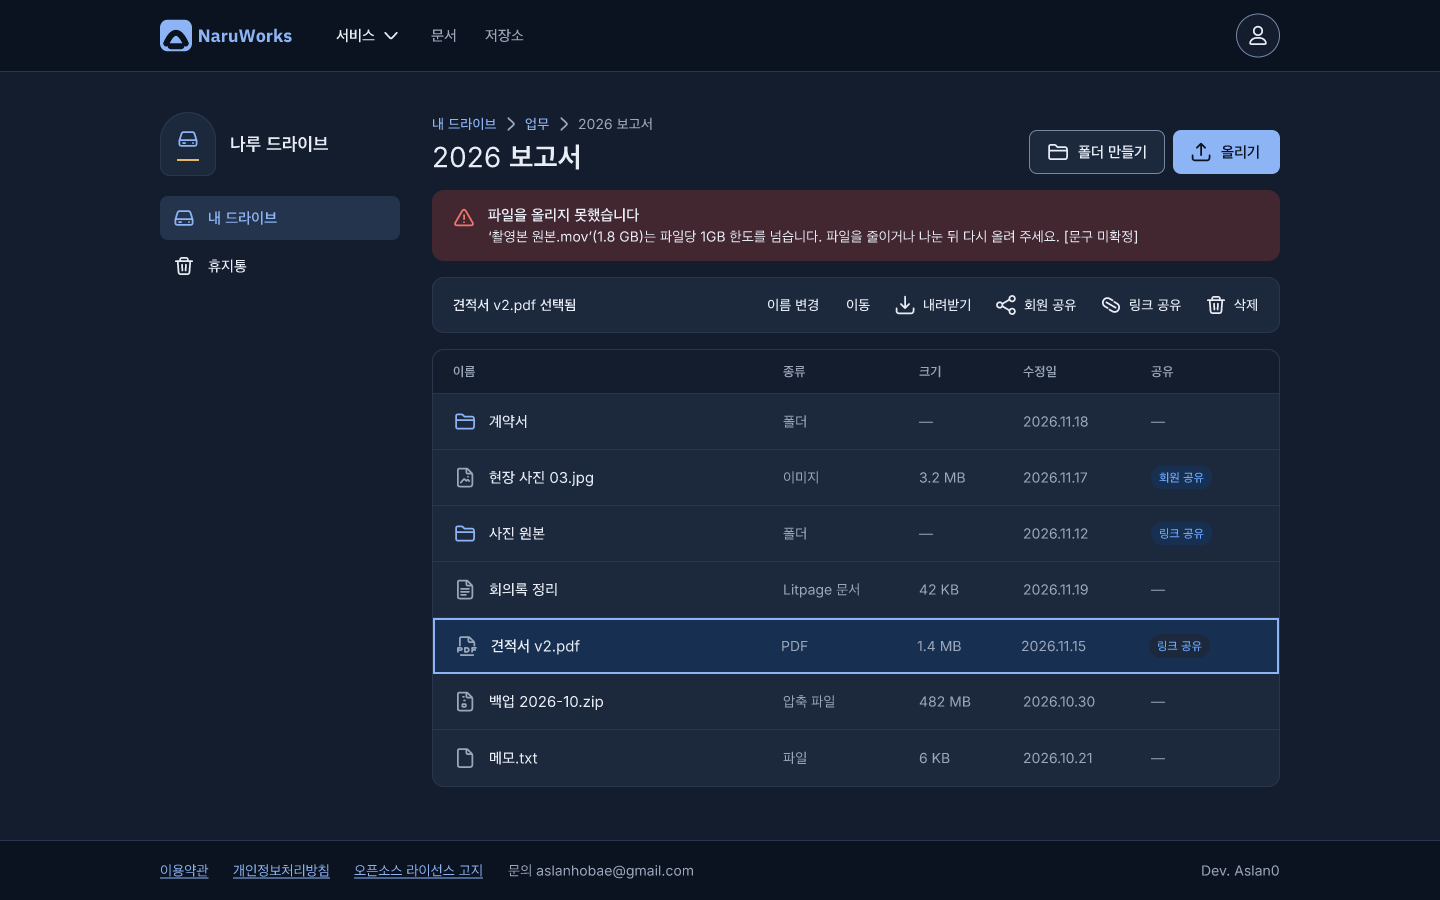 NaruWorks
서비스
문서
저장소
나루 드라이브
내 드라이브
휴지통
내 드라이브 > 업무 > 2026 보고서
2026 보고서
폴더 만들기
올리기
파일을 올리지 못했습니다
‘촬영본 원본.mov’(1.8 GB)는 파일당 1GB 한도를 넘습니다. 파일을 줄이거나 나눈 뒤 다시 올려 주세요. [문구 미확정]
견적서 v2.pdf 선택됨
이름 변경
이동
내려받기
회원 공유
링크 공유
삭제
이름 종류 크기 수정일 공유
계약서 폴더 — 2026.11.18 —
현장 사진 03.jpg 이미지 3.2 MB 2026.11.17 회원 공유
사진 원본 폴더 — 2026.11.12 링크 공유
회의록 정리 Litpage 문서 42 KB 2026.11.19 —
PDF 견적서 v2.pdf PDF 1.4 MB 2026.11.15 링크 공유
백업 2026-10.zip 압축 파일 482 MB 2026.10.30 —
메모.txt 파일 6 KB 2026.10.21 —
이용약관
개인정보처리방침
오픈소스 라이선스 고지
문의 aslanhobae@gmail.com
Dev. Aslan0